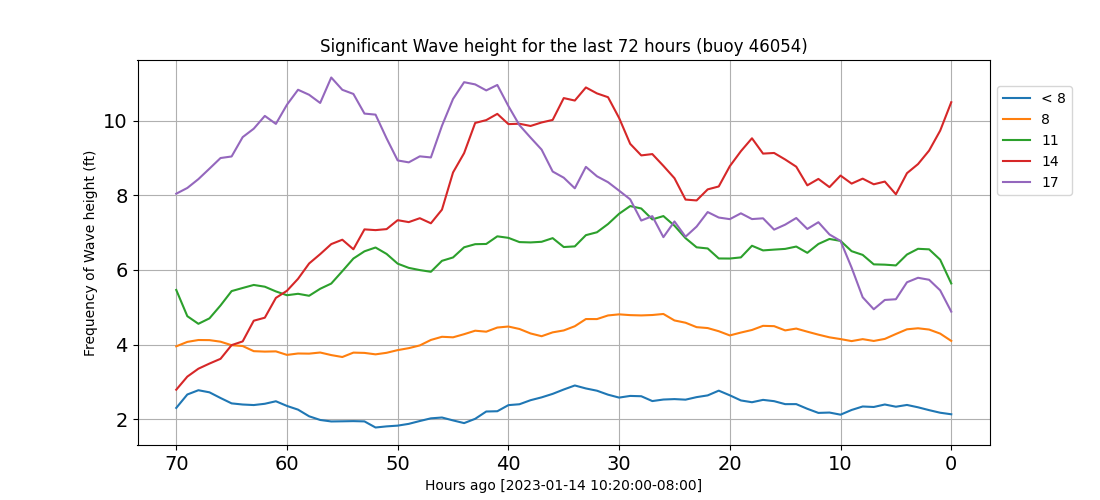 Significant Wave height for the last 72 hours (buoy 46054)
Frequency of Wave height (ft)
10
8
6
4
2
70 60 50 40 30 20 10 0
Hours ago [2023-01-14 10:20:00-08:00]
< 8
8
11
14
17